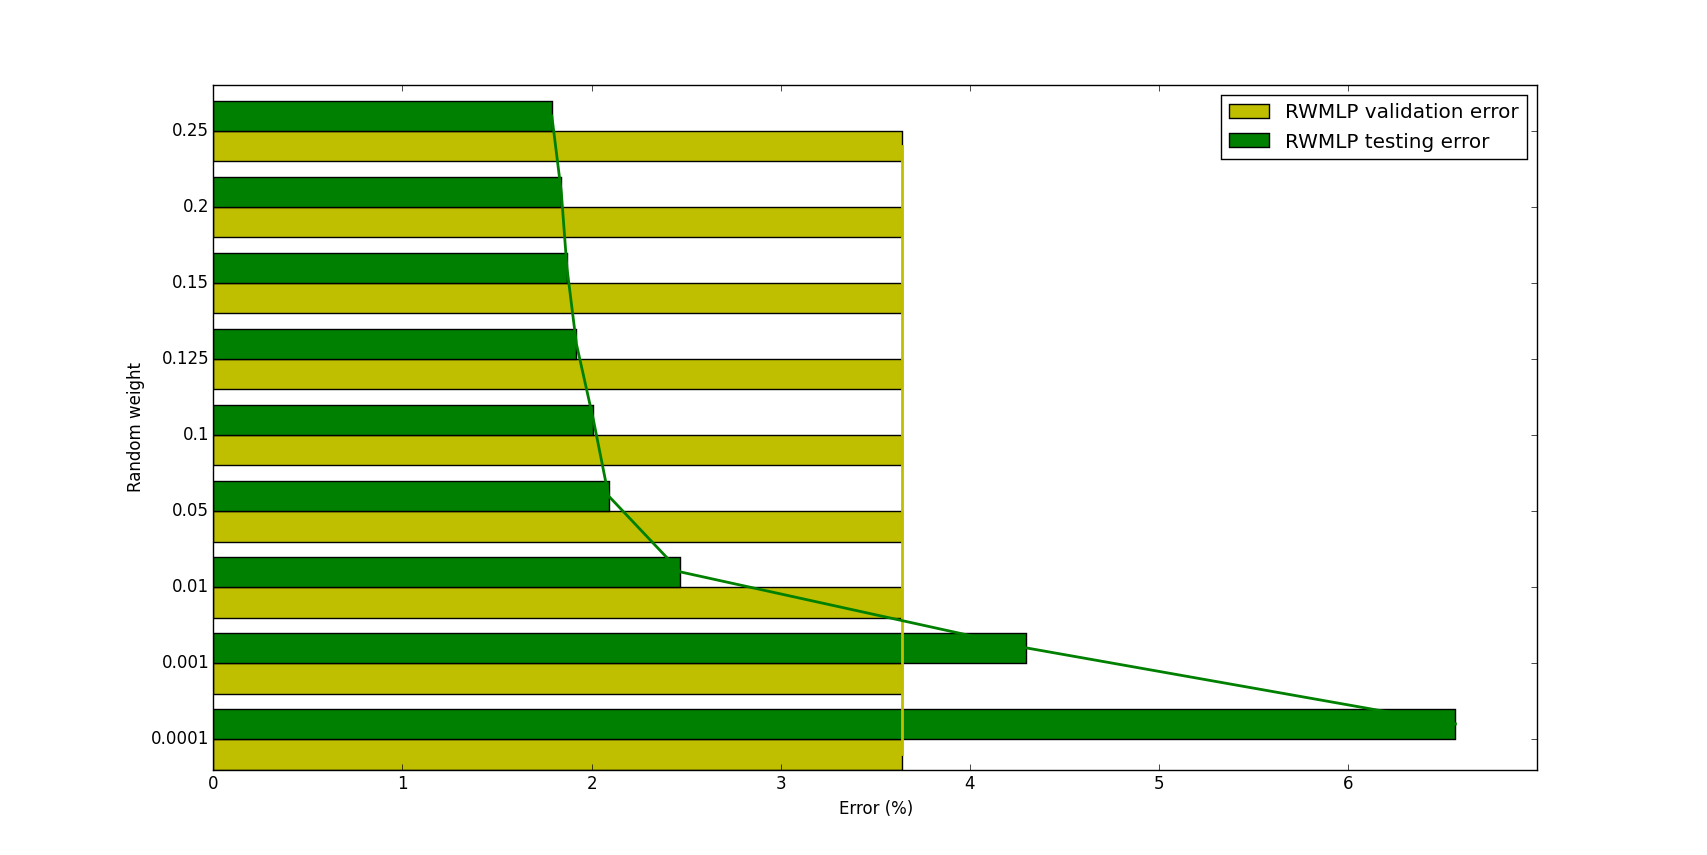 RWMLP validation error
RWMLP testing error
0.25
0.2
0.15
0.125
0.1
0.05
0.01
0.001
0.0001
Random weight
0 1 2 3 4 5 6
Error (%)